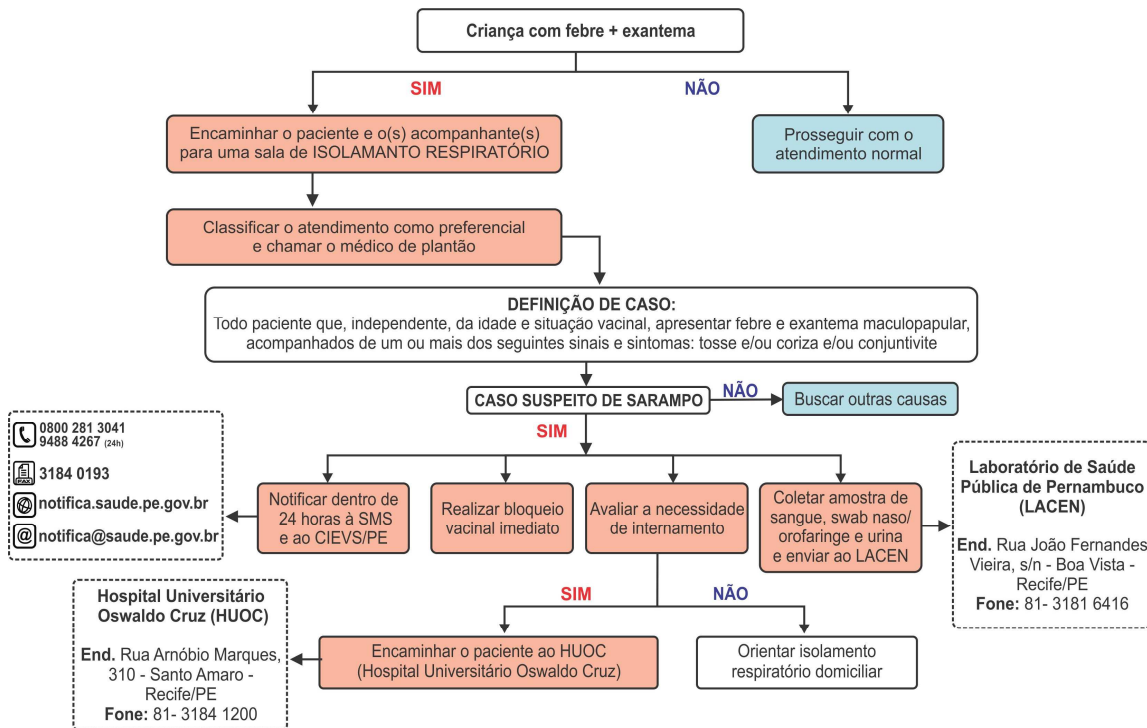 Criança com febre + exantema
SIM
NÃO
Encaminhar o paciente e o(s) acompanhante(s)
para uma sala de ISOLAMANTO RESPIRATÓRIO
Prosseguir com o
atendimento normal
Classificar o atendimento como preferencial
e chamar o médico de plantão
DEFINIÇÃO DE CASO:
Todo paciente que, independente, da idade e situação vacinal, apresentar febre e exantema maculopapular,
acompanhados de um ou mais dos seguintes sinais e sintomas: tosse e/ou coriza e/ou conjuntivite
CASO SUSPEITO DE SARAMPO
NÃO
Buscar outras causas
SIM
0800 281 3041
9488 4267 (24h)
FAX
3184 0193
notifica.saude.pe.gov.br
@
notifica@saude.pe.gov.br
Notificar dentro de
24 horas à SMS
e ao CIEVS/PE
Realizar bloqueio
vacinal imediato
Avaliar a necessidade
de internamento
Coletar amostra de
sangue, swab naso/
orofaringe e urina
e enviar ao LACEN
Laboratório de Saúde
Pública de Pernambuco
(LACEN)
End. Rua João Fernandes
Vieira, s/n - Boa Vista -
Recife/PE
Fone: 81- 3181 6416
SIM
NÃO
Hospital Universitário
Oswaldo Cruz (HUOC)
End. Rua Arnóbio Marques,
310 - Santo Amaro -
Recife/PE
Fone: 81- 3184 1200
Encaminhar o paciente ao HUOC
(Hospital Universitário Oswaldo Cruz)
Orientar isolamento
respiratório domiciliar